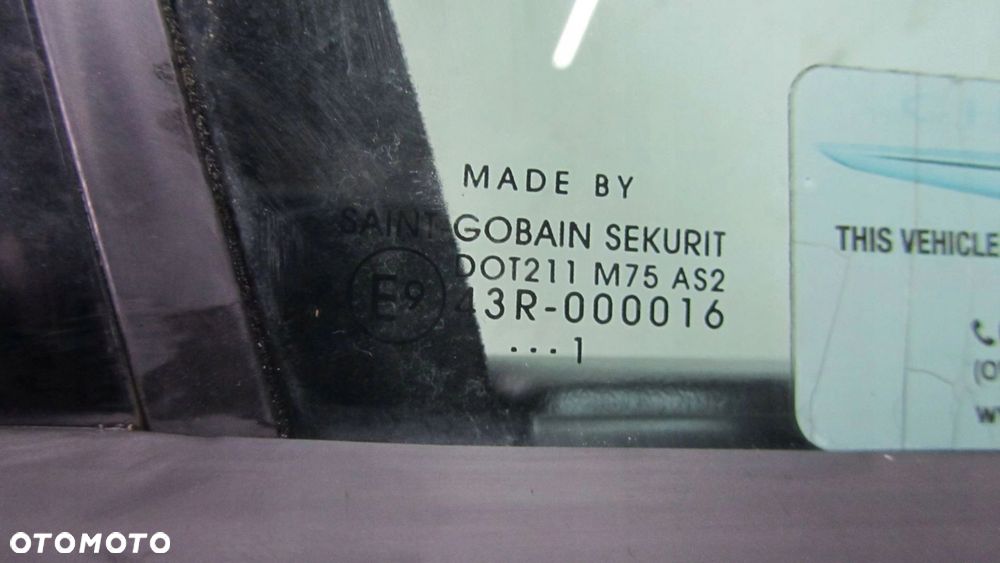 MADE BY
SAINT GOBAIN SEKURIT
DOT211 M75 AS2
E9 43R-000016
...1
THIS VEHICLE
OTOMOTO